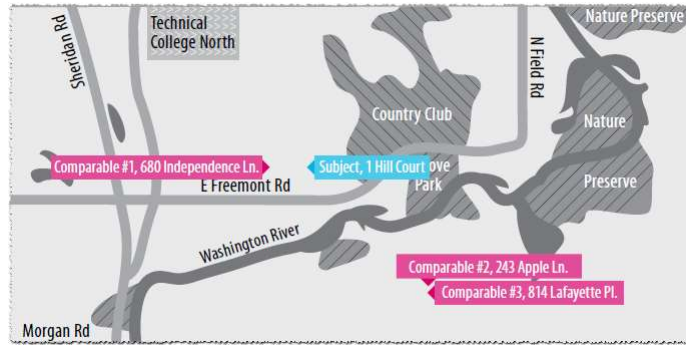 Technical
College North
Sheridan Rd
Nature Preserve
N Field Rd
Country Club
Nature
Comparable #1, 680 Independence Ln.
Subject, 1 Hill Court
ove
Park
Preserve
E Freemont Rd
Washington River
Comparable #2, 243 Apple Ln.
Comparable #3, 814 Lafayette Pl.
Morgan Rd